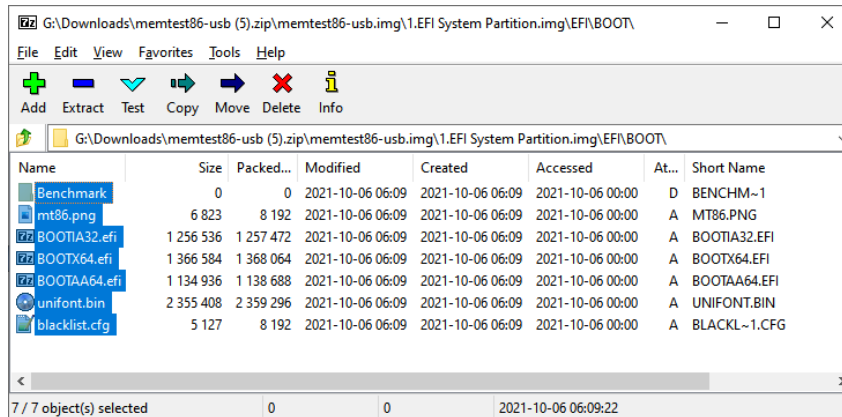 G:\Downloads\memtest86-usb (5).zip\memtest86-usb.img\1.EFI System Partition.img\EFI\BOOT\
File Edit View Favorites Tools Help
Add Extract Test Copy Move Delete Info
G:\Downloads\memtest86-usb (5).zip\memtest86-usb.img\1.EFI System Partition.img\EFI\BOOT\
Name Size Packed... Modified Created Accessed At... Short Name
Benchmark 0 0 2021-10-06 06:09 2021-10-06 06:09 2021-10-06 00:00 D BENCHM~1
mt86.png 6 823 8 192 2021-10-06 06:09 2021-10-06 06:09 2021-10-06 00:00 A MT86.PNG
BOOTIA32.efi 1 256 536 1 257 472 2021-10-06 06:09 2021-10-06 06:09 2021-10-06 00:00 A BOOTIA32.EFI
BOOTX64.efi 1 366 584 1 368 064 2021-10-06 06:09 2021-10-06 06:09 2021-10-06 00:00 A BOOTX64.EFI
BOOTAA64.efi 1 134 936 1 138 688 2021-10-06 06:09 2021-10-06 06:09 2021-10-06 00:00 A BOOTAA64.EFI
unifont.bin 2 355 408 2 359 296 2021-10-06 06:09 2021-10-06 06:09 2021-10-06 00:00 A UNIFONT.BIN
blacklist.cfg 5 127 8 192 2021-10-06 06:09 2021-10-06 06:09 2021-10-06 00:00 A BLACKL~1.CFG
7 / 7 object(s) selected 0 0 2021-10-06 06:09:22